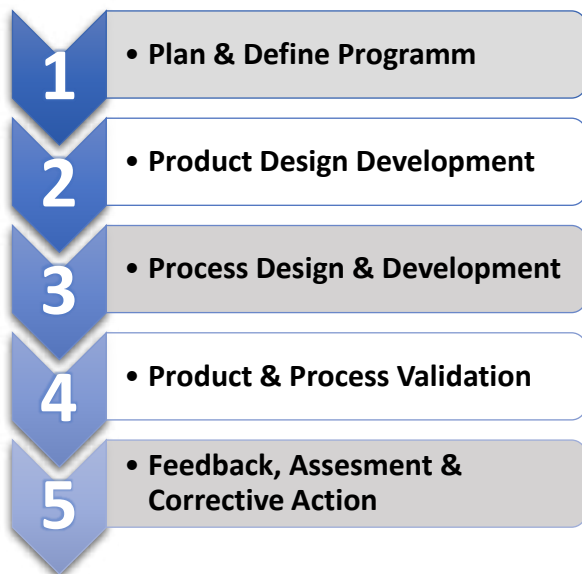 1
• Plan & Define Programm
2
• Product Design Development
3
• Process Design & Development
4
• Product & Process Validation
5
• Feedback, Assesment &
Corrective Action